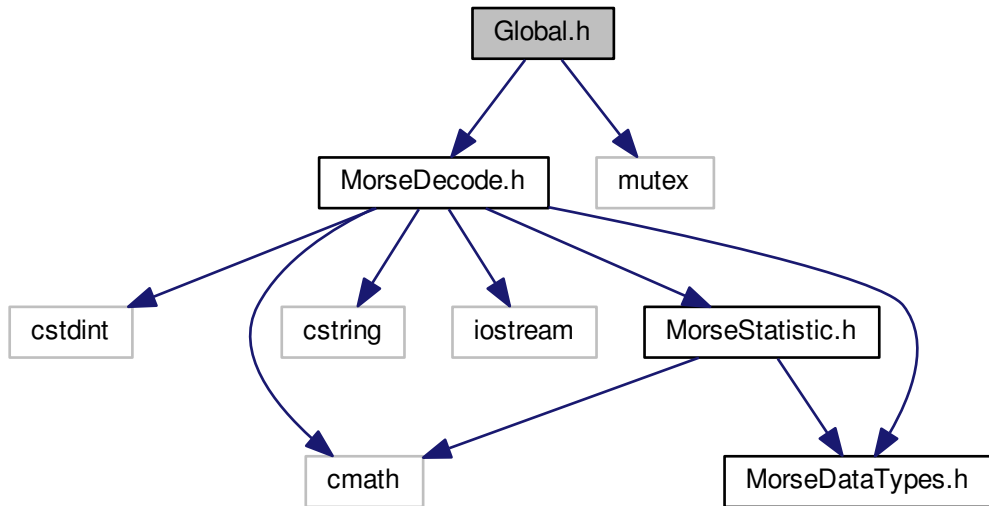 Global.h
MorseDecode.h
mutex
cstdint
cstring
iostream
MorseStatistic.h
cmath
MorseDataTypes.h